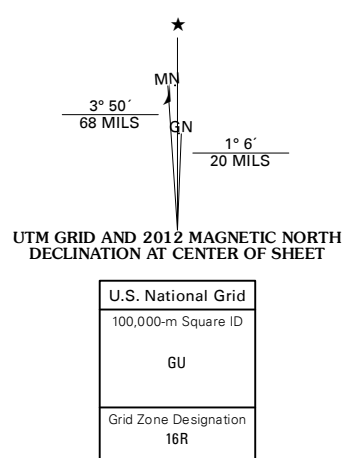 ★
MN
3° 50´
68 MILS
GN
1° 6´
20 MILS
UTM GRID AND 2012 MAGNETIC NORTH
DECLINATION AT CENTER OF SHEET
U.S. National Grid
100,000-m Square ID
GU
Grid Zone Designation
16R